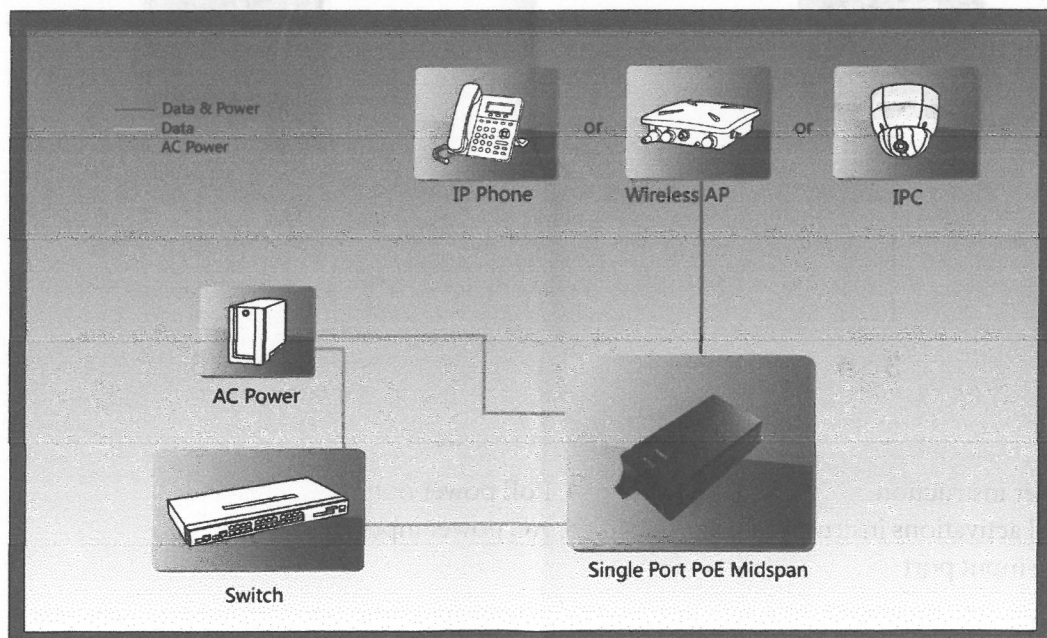 Data & Power
Data
AC Power
or
or
IP Phone
Wireless AP
IPC
AC Power
Single Port PoE Midspan
Switch